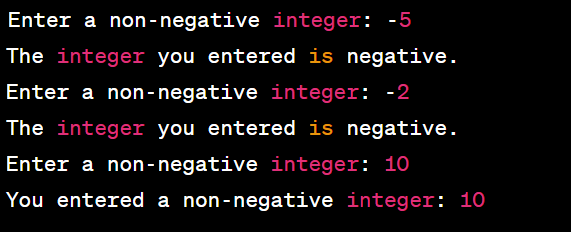 Enter a non-negative integer: -5
The integer you entered is negative.
Enter a non-negative integer: -2
The integer you entered is negative.
Enter a non-negative integer: 10
You entered a non-negative integer: 10